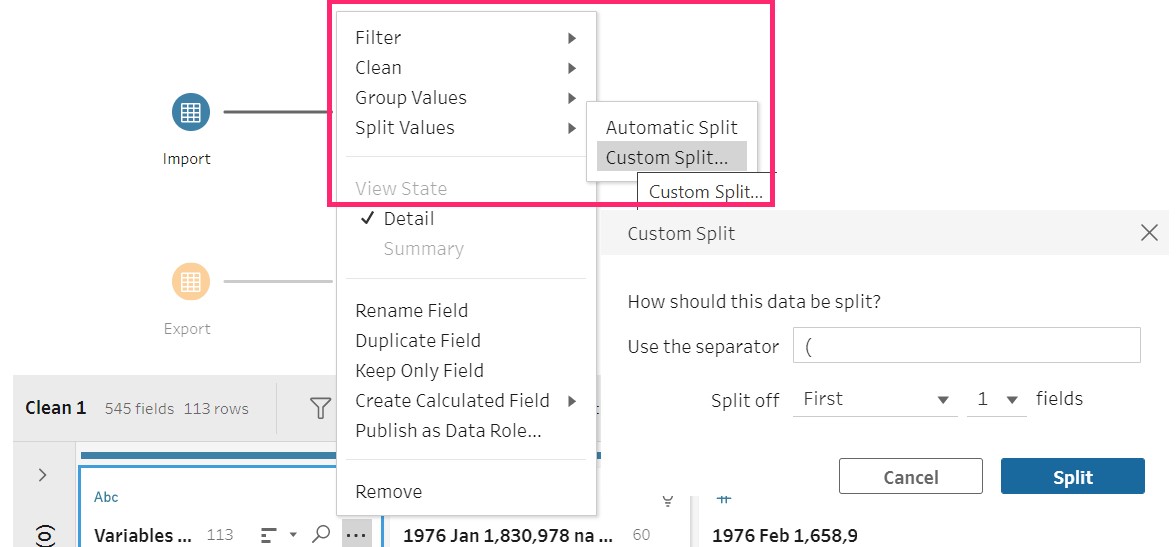 Filter
Clean
Group Values
Split Values
Automatic Split
Custom Split...
Custom Split...
Import
View State
Detail
Summary
Custom Split
How should this data be split?
Use the separator (
Split off First 1 fields
Cancel Split
Export
Rename Field
Duplicate Field
Keep Only Field
Create Calculated Field
Publish as Data Role...
Remove
Clean 1 545 fields 113 rows
Abc
#
Variables ... 113
1976 Jan 1,830,978 na ... 60
1976 Feb 1,658,9